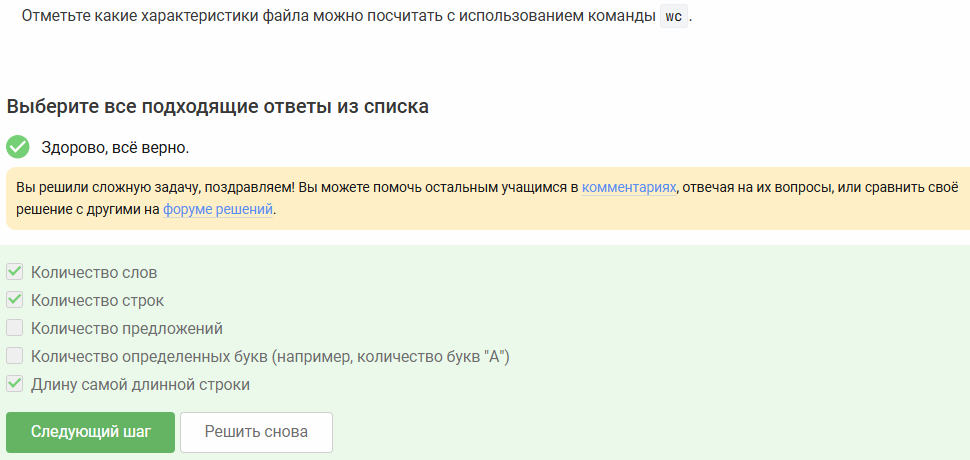 Отметьте какие характеристики файла можно посчитать с использованием команды wc.
Выберите все подходящие ответы из списка
Здорово, всё верно.
Вы решили сложную задачу, поздравляем! Вы можете помочь остальным учащимся в комментариях, отвечая на их вопросы, или сравнить своё
решение с другими на форуме решений.
Количество слов
Количество строк
Количество предложений
Количество определенных букв (например, количество букв "А")
Длину самой длинной строки
Следующий шаг Решить снова